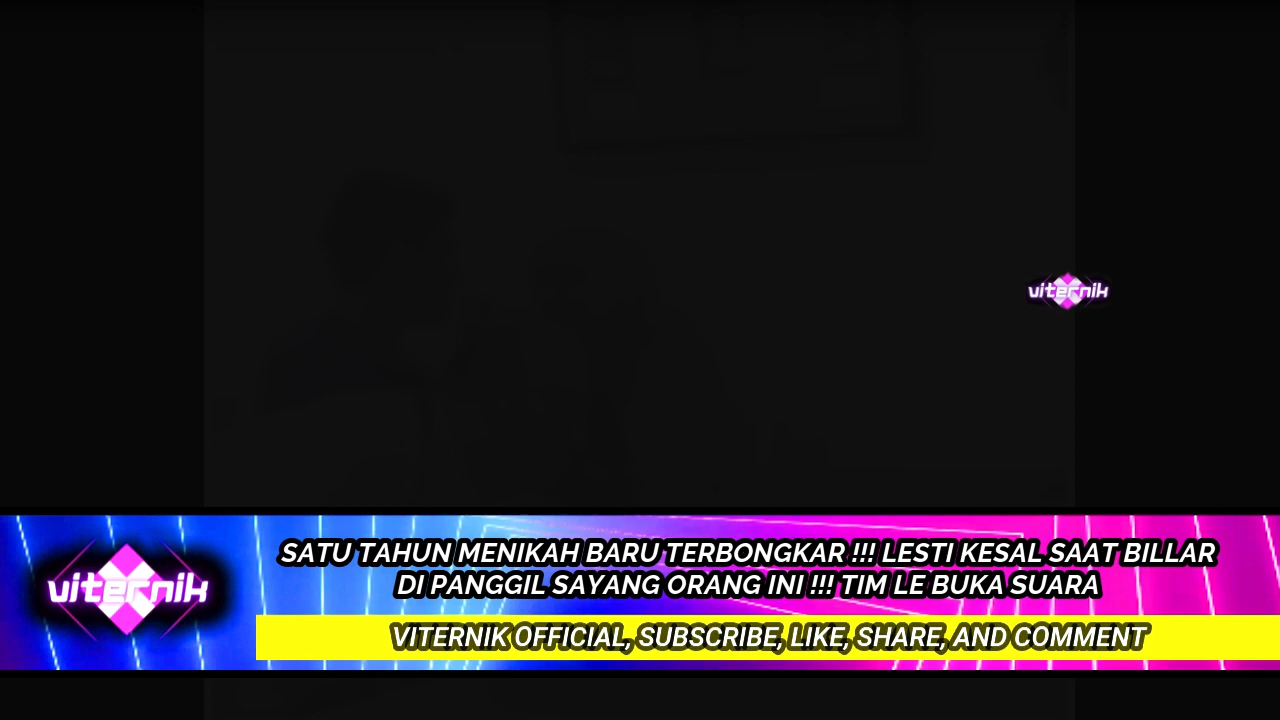 viternik
SATU TAHUN MENIKAH BARU TERBONGKAR !!! LESTI KESAL SAAT BILLAR
DI PANGGIL SAYANG ORANG INI !!! TIM LE BUKA SUARA
viternik
VITERNIK OFFICIAL, SUBSCRIBE, LIKE, SHARE, AND COMMENT